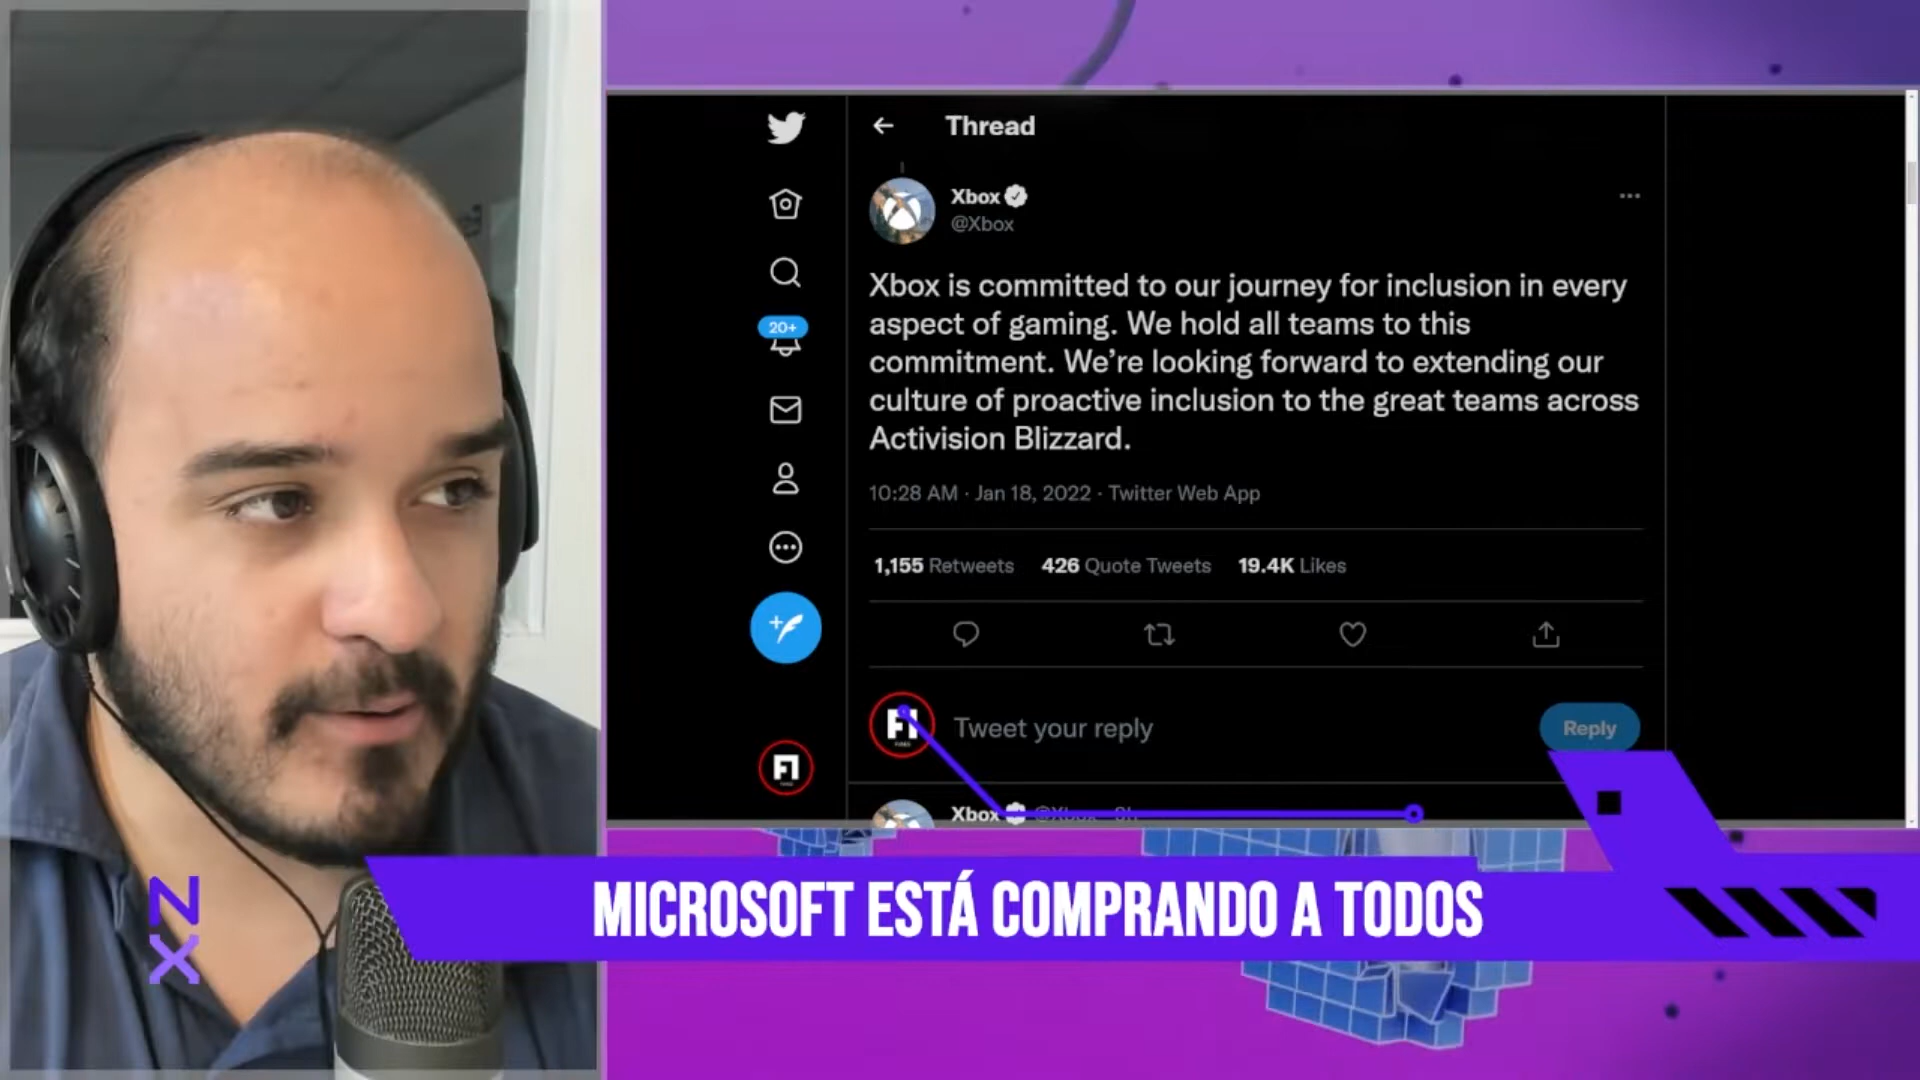 Thread
Xbox
@Xbox
20+
Xbox is committed to our journey for inclusion in every
aspect of gaming. We hold all teams to this
commitment. We’re looking forward to extending our
culture of proactive inclusion to the great teams across
Activision Blizzard.
10:28 AM · Jan 18, 2022 · Twitter Web App
1,155 Retweets 426 Quote Tweets 19.4K Likes
Tweet your reply
Reply
Xbox
NX
MICROSOFT ESTÁ COMPRANDO A TODOS